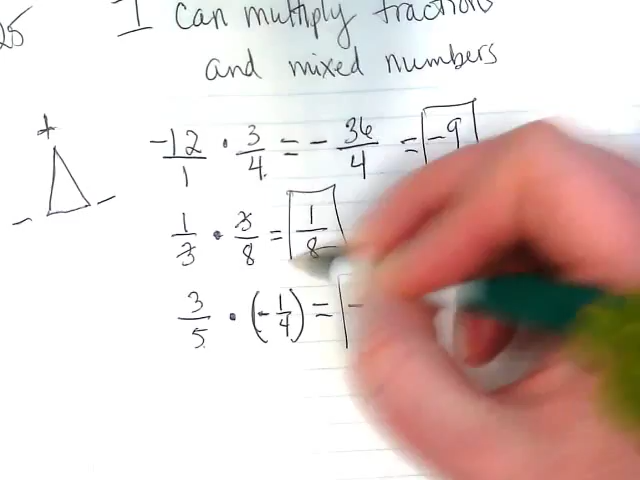 25 I can multiply fractions
and mixed numbers
+
- -
-12/1 · 3/4 = - 36/4 = -9
1/3 · 3/8 = 1/8
3/5 · (-1/4) = -